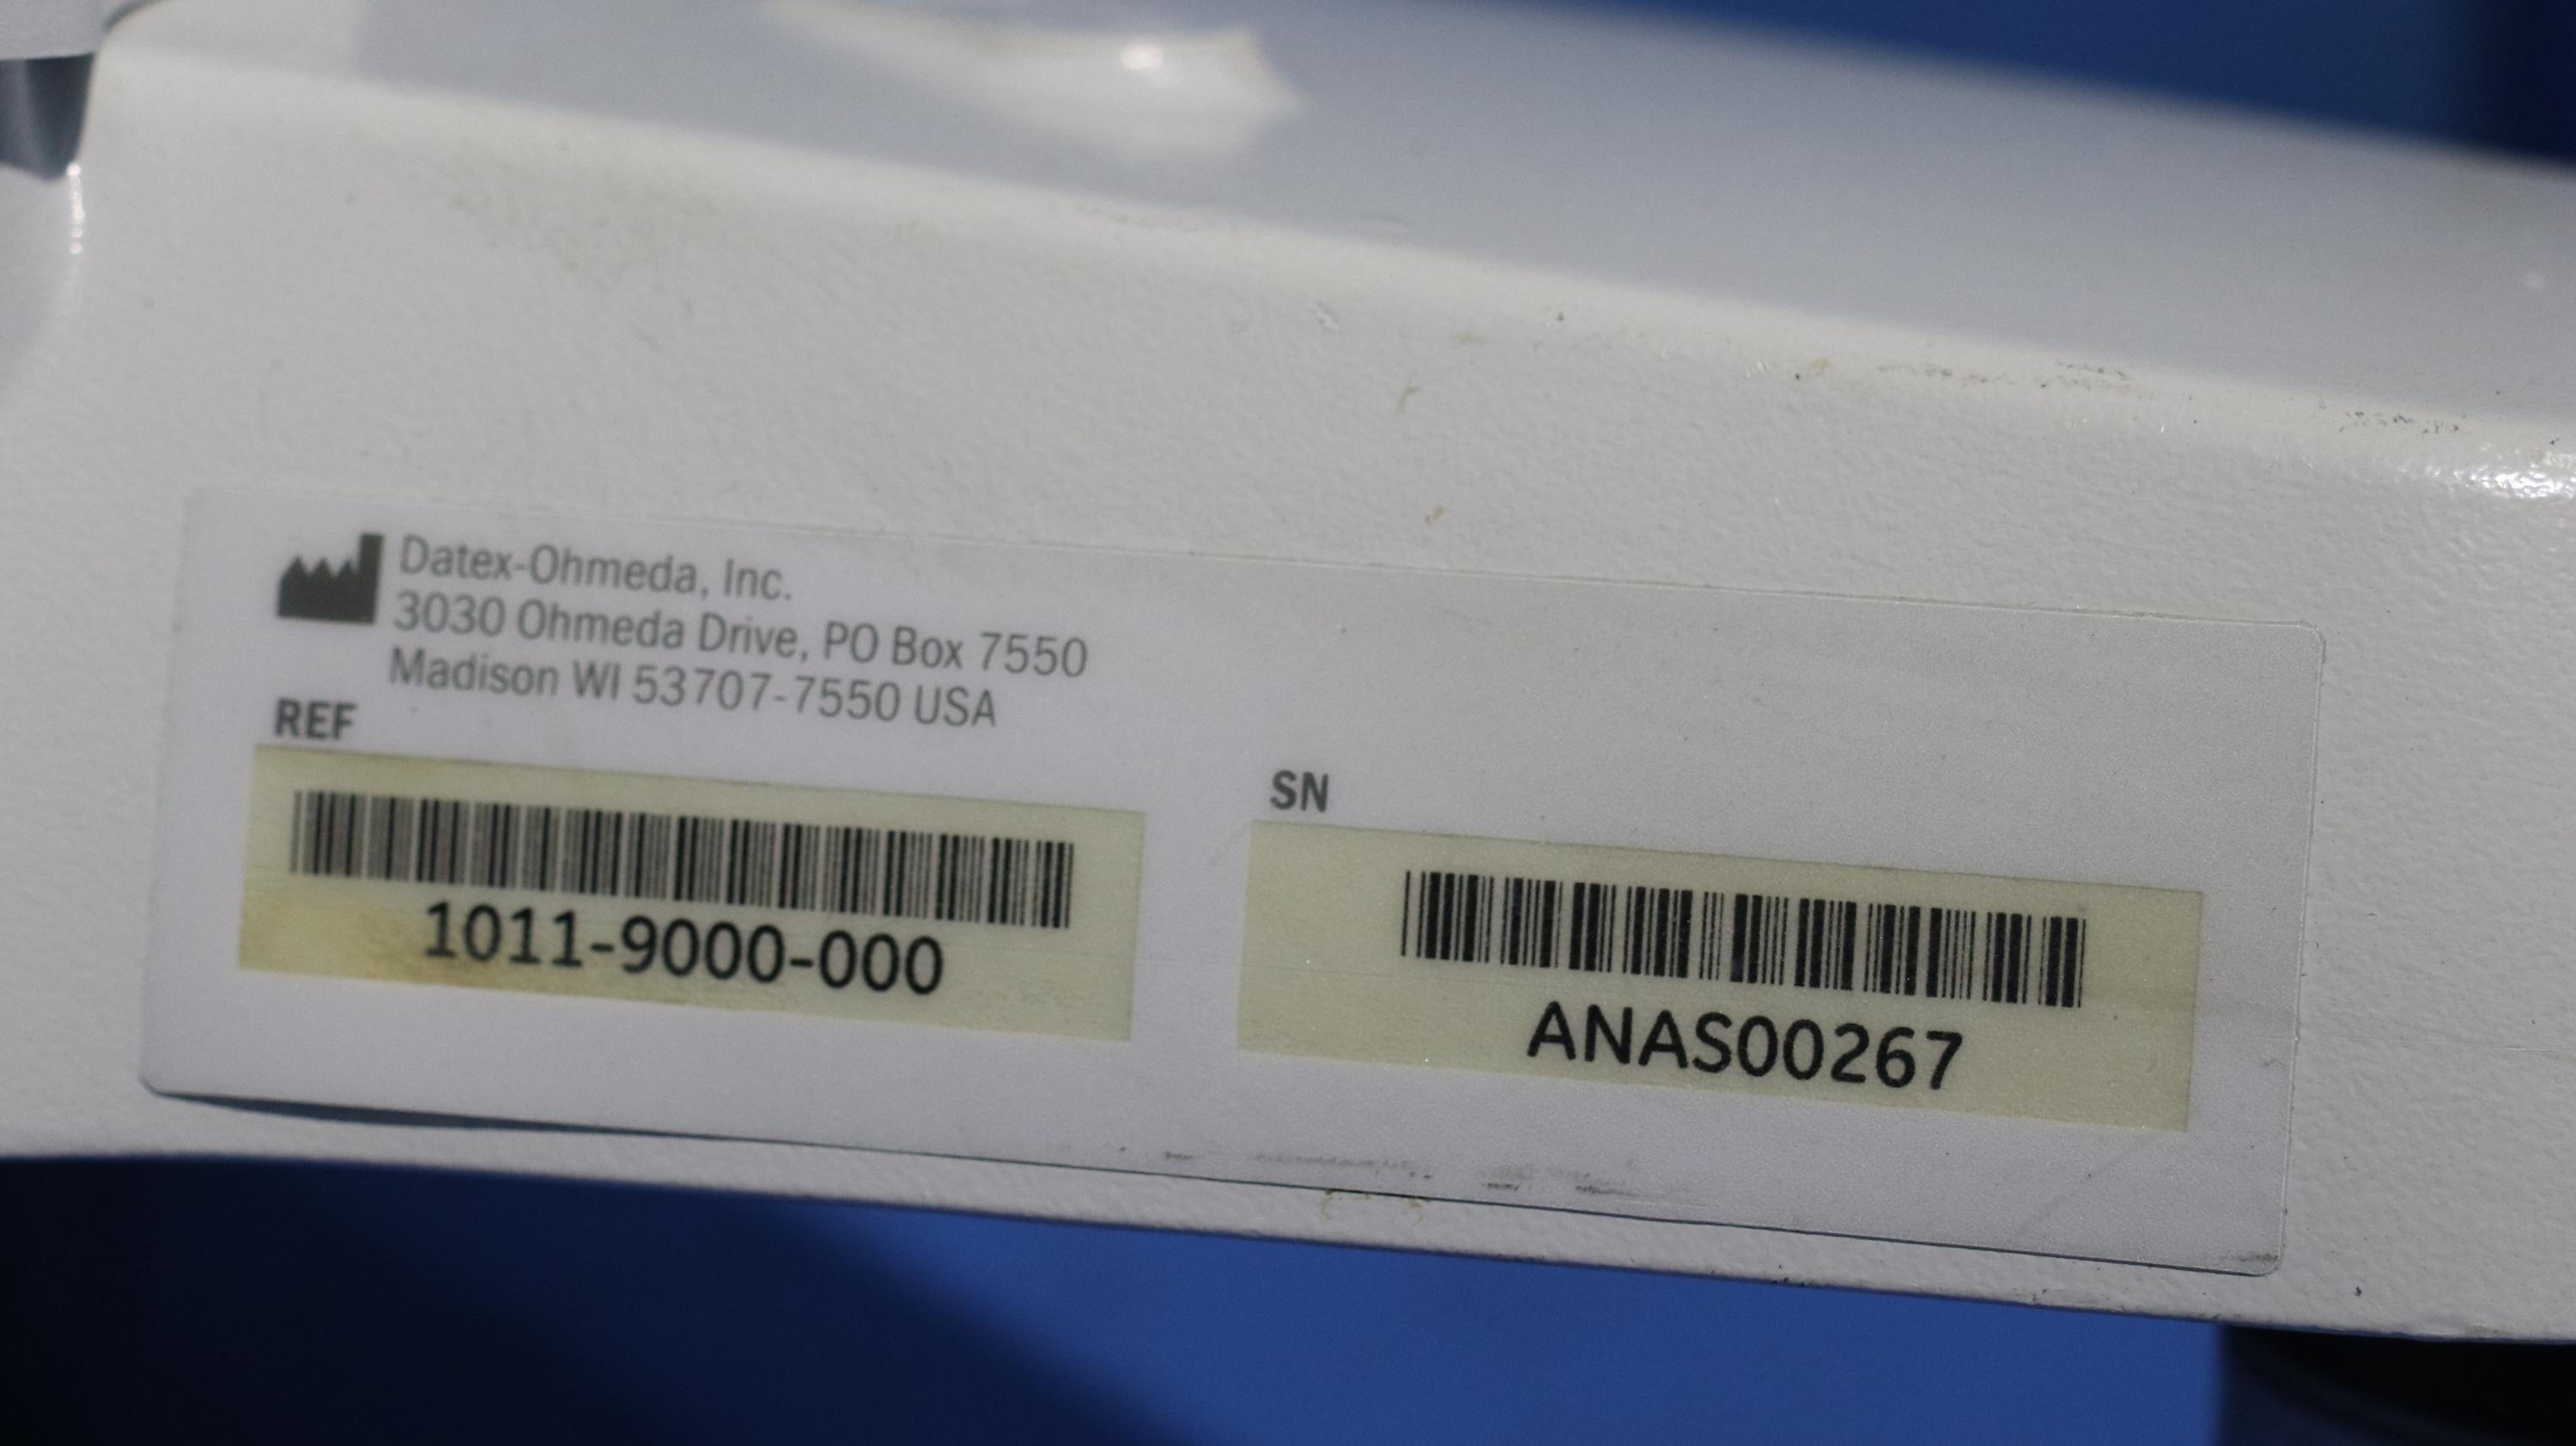 Datex-Ohmeda, Inc.
3030 Ohmeda Drive, PO Box 7550
Madison WI 53707-7550 USA
REF
1011-9000-000
SN
ANAS00267